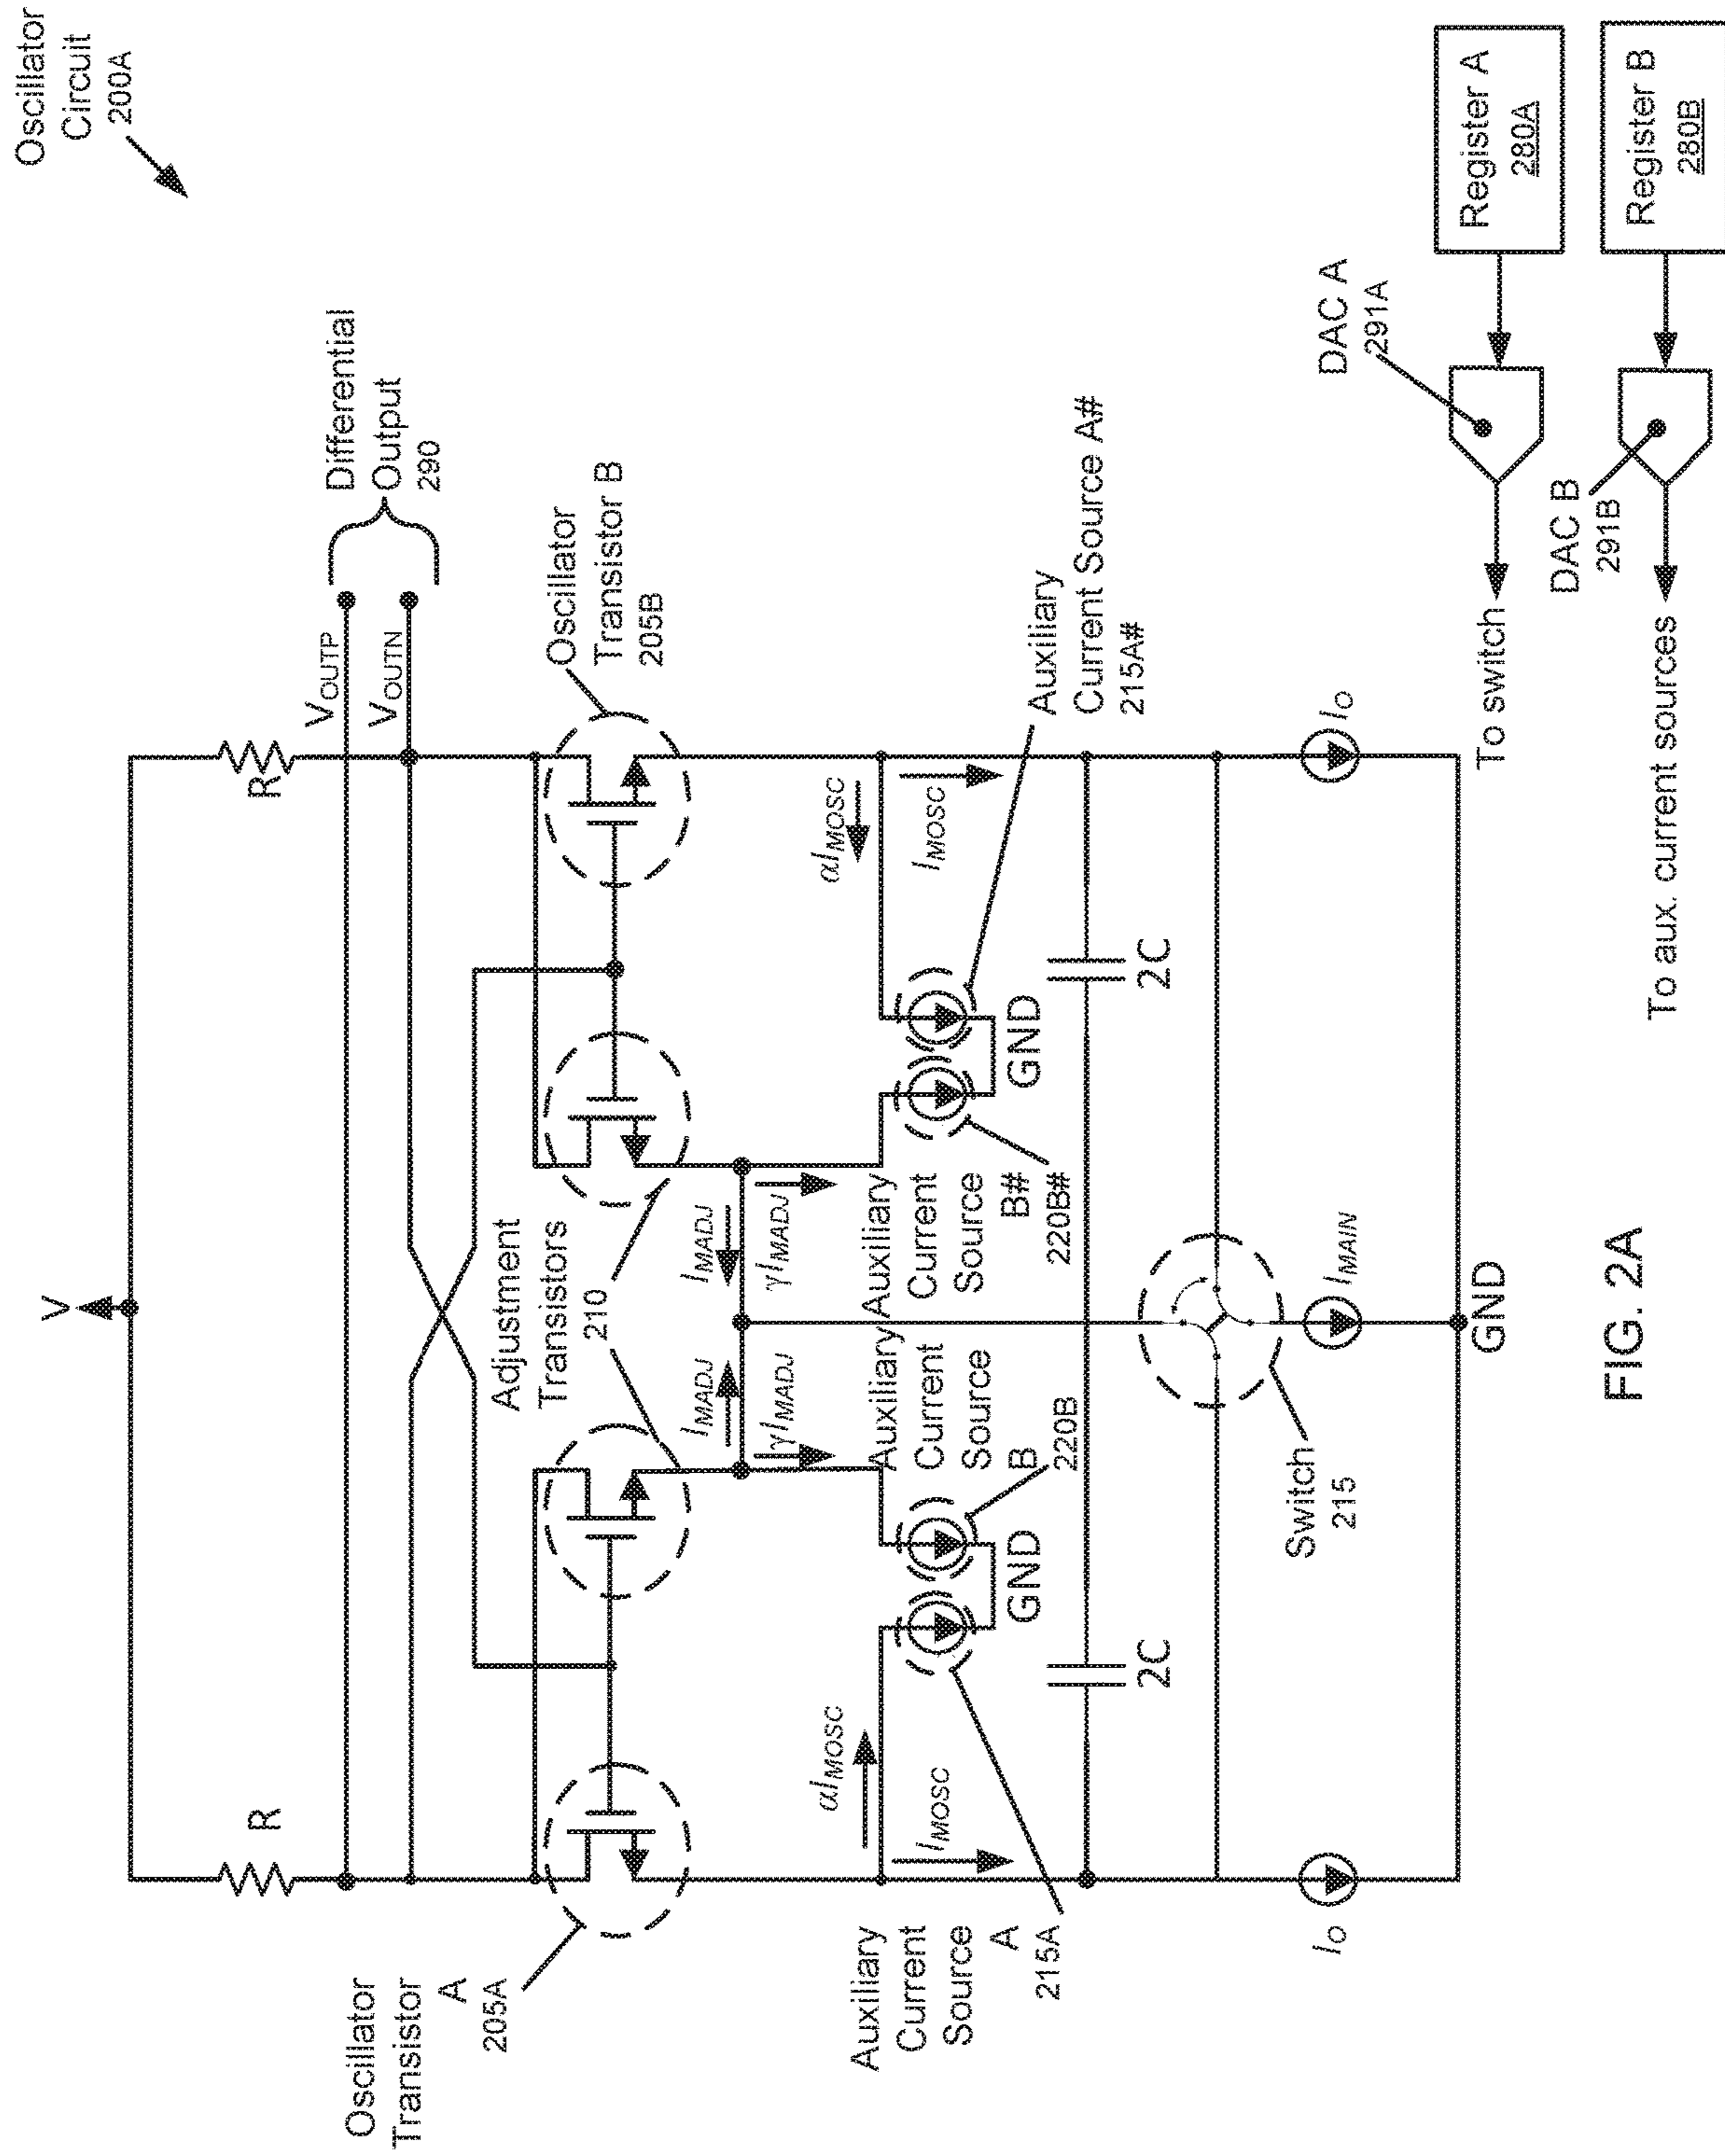 Oscillator
Circuit
200A
V
R
R
VOUTP
VOUTN
Differential
Output
290
Oscillator
Transistor
A
205A
Adjustment
Transistors
210
Oscillator
Transistor B
205B
IMADJ
IMADJ
γIMADJ
γIMADJ
αIMOSC
IMOSC
αIMOSC
IMOSC
Auxiliary
Current
Source
A
215A
Auxiliary
Current
Source
B
220B
Auxiliary
Current
Source
B#
220B#
Auxiliary
Current Source A#
215A#
GND
GND
2C
2C
Switch
215
IO
IMAIN
IO
GND
DAC A
291A
Register A
280A
To switch
DAC B
291B
Register B
280B
To aux. current sources
FIG. 2A